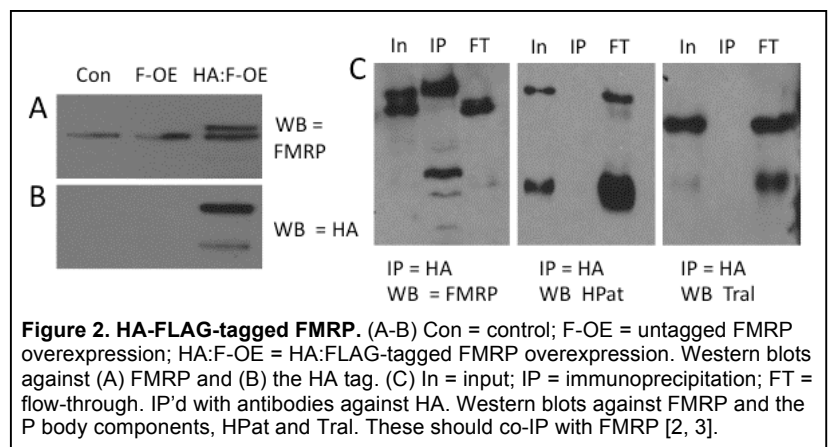 In IP FT In IP FT In FT
Con F-OE HA:F-OE C
A
WB =
FMRP
B
WB = HA
IP = HA IP = HA IP = HA
WB = FMRP WB HPat WB Tral
Figure 2. HA-FLAG-tagged FMRP. (A-B) Con = control; F-OE = untagged FMRP
overexpression; HA:F-OE = HA:FLAG-tagged FMRP overexpression. Western blots
against (A) FMRP and (B) the HA tag. (C) In = input; IP = immunoprecipitation; FT =
flow-through. IP'd with antibodies against HA. Western blots against FMRP and the
P body components, HPat and Tral. These should co-IP with FMRP [2, 3].